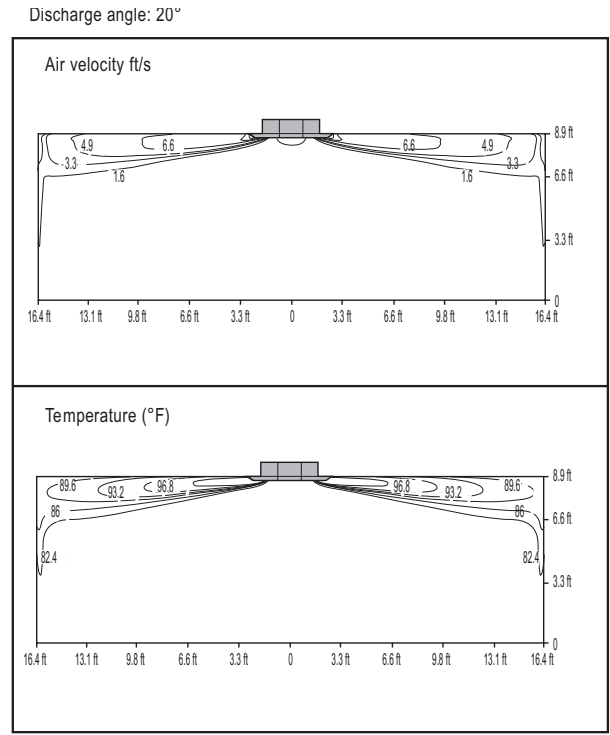 Discharge angle: 20°
Air velocity ft/s
8.9 ft
4.9 6.6 6.6 4.9
3.3 3.3
1.6 1.6
6.6 ft
3.3 ft
0
16.4 ft 13.1 ft 9.8 ft 6.6 ft 3.3 ft 0 3.3 ft 6.6 ft 9.8 ft 13.1 ft 16.4 ft
Temperature (°F)
8.9 ft
89.6 93.2 96.8 96.8 93.2 89.6
86 86
6.6 ft
82.4 82.4
3.3 ft
0
16.4 ft 13.1 ft 9.8 ft 6.6 ft 3.3 ft 0 3.3 ft 6.6 ft 9.8 ft 13.1 ft 16.4 ft